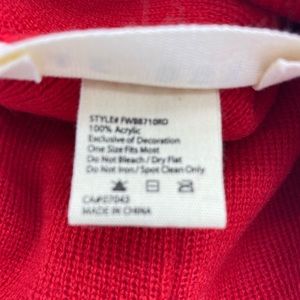 STYLE# FWB8710RD
100% Acrylic
Exclusive of Decoration
One Size Fits Most
Do Not Bleach / Dry Flat
Do Not Iron / Spot Clean Only
CA#07043
MADE IN CHINA